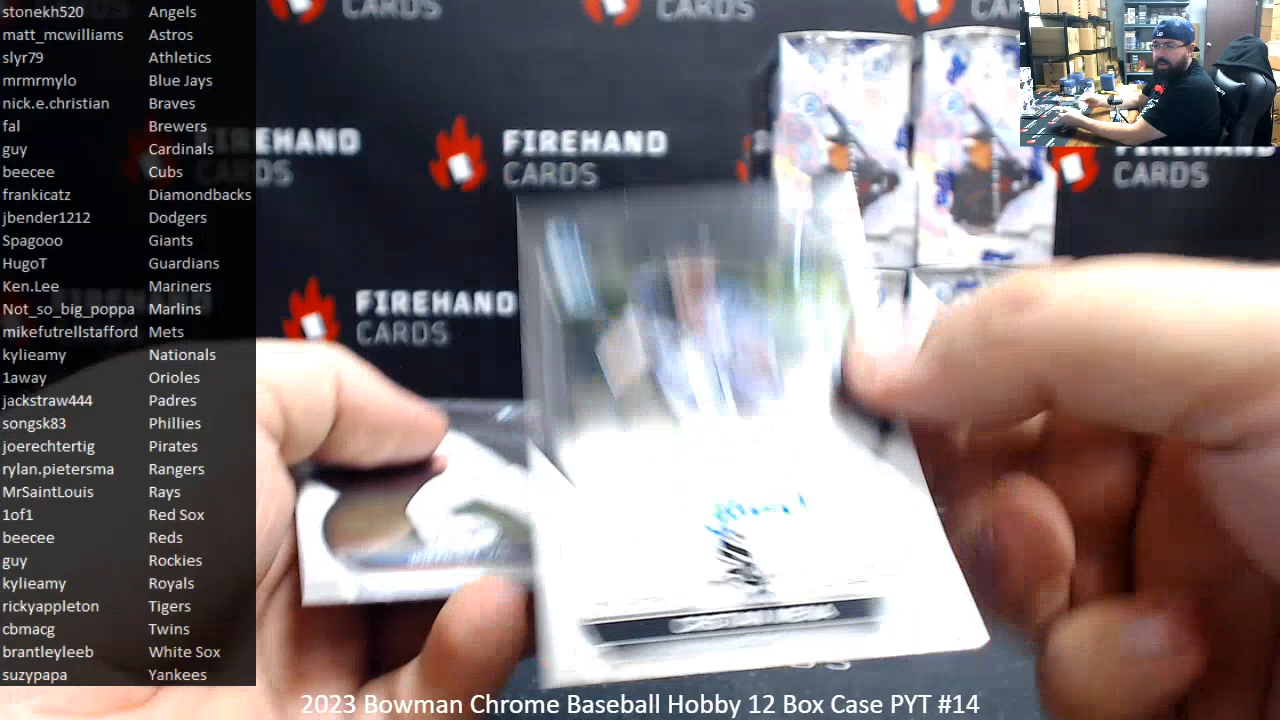 stonekh520 Angels
matt_mcwilliams Astros
slyr79 Athletics
mrmrmylo Blue Jays
nick.e.christian Braves
fal Brewers
guy Cardinals
beecee Cubs
frankicatz Diamondbacks
jbender1212 Dodgers
Spagooo Giants
HugoT Guardians
Ken.Lee Mariners
Not_so_big_poppa Marlins
mikefutrellstafford Mets
kylieamy Nationals
1away Orioles
jackstraw444 Padres
songsk83 Phillies
joerechtertig Pirates
rylan.pietersma Rangers
MrSaintLouis Rays
1of1 Red Sox
beecee Reds
guy Rockies
kylieamy Royals
rickyappleton Tigers
cbmacg Twins
brantleyleeb White Sox
suzypapa Yankees
CARDS
CARDS
FIREHAND
CARDS
FIREHAND
CARDS
CARDS
FIREHAND
CARDS
2023 Bowman Chrome Baseball Hobby 12 Box Case PYT #14